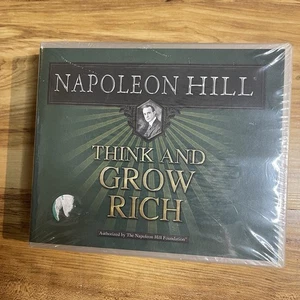 NAPOLEON HILL
THINK AND
GROW
RICH
Authorized by The Napoleon Hill Foundation